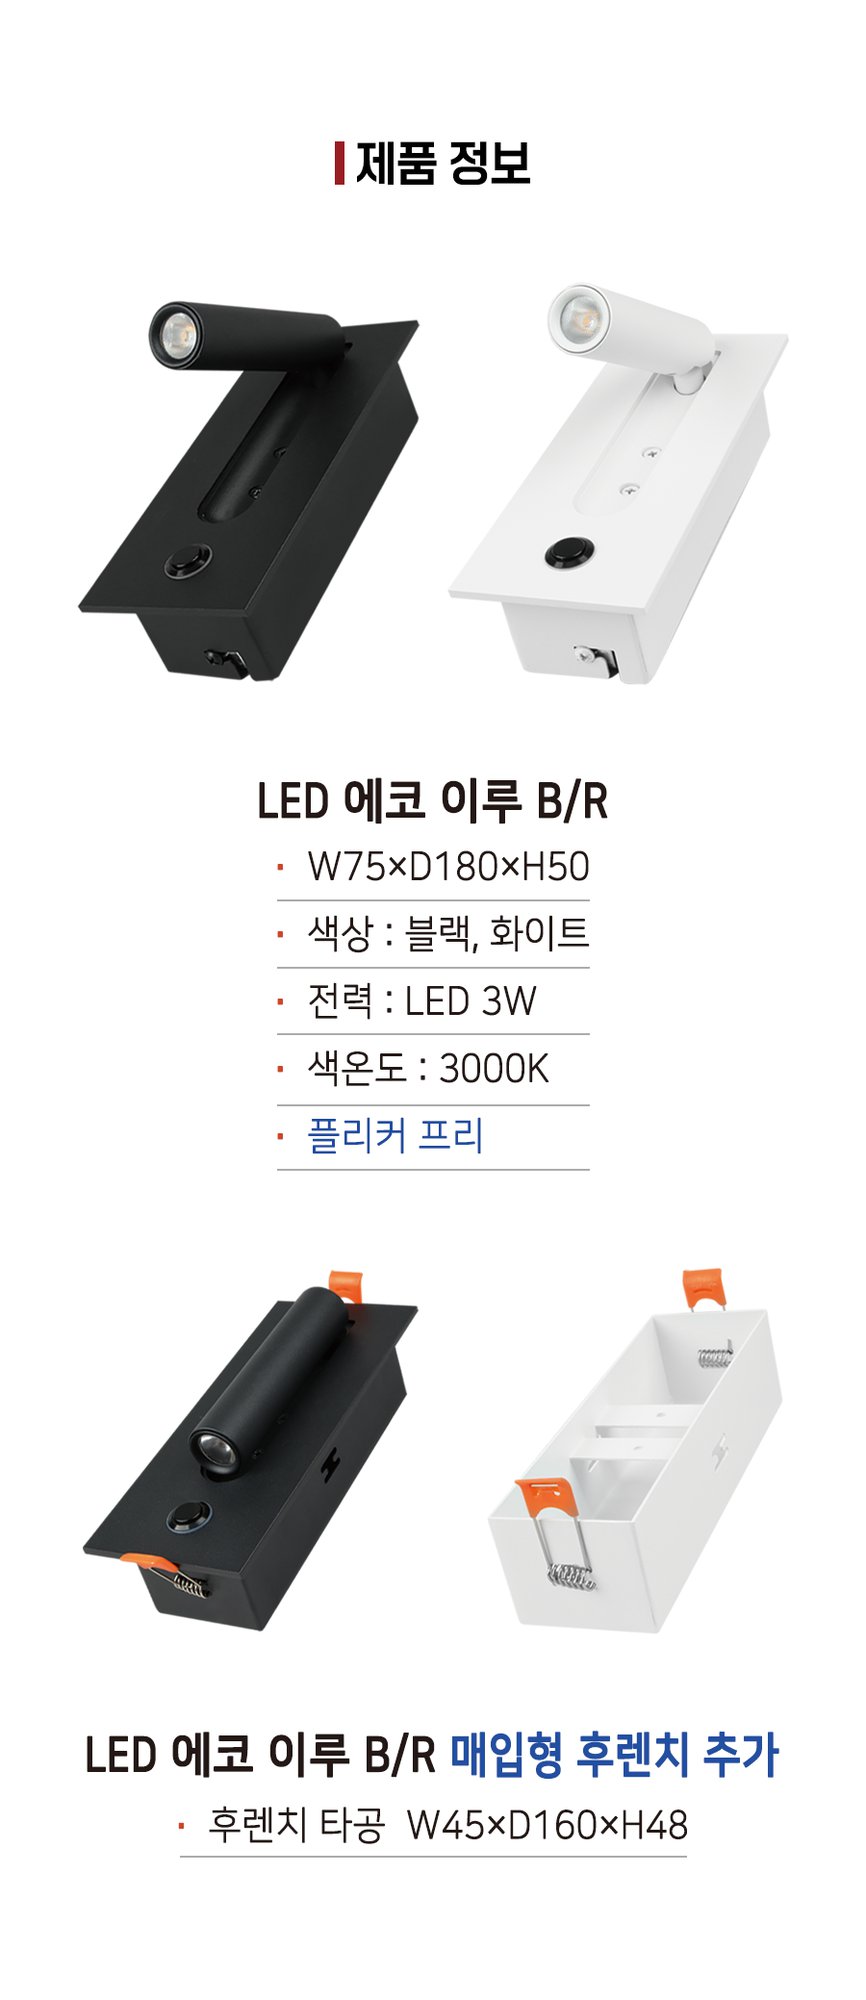 제품 정보
LED 에코 이루 B/R
· W75×D180×H50
· 색상 : 블랙, 화이트
· 전력 : LED 3W
· 색온도 : 3000K
· 플리커 프리
LED 에코 이루 B/R 매입형 후렌치 추가
· 후렌치 타공 W45×D160×H48